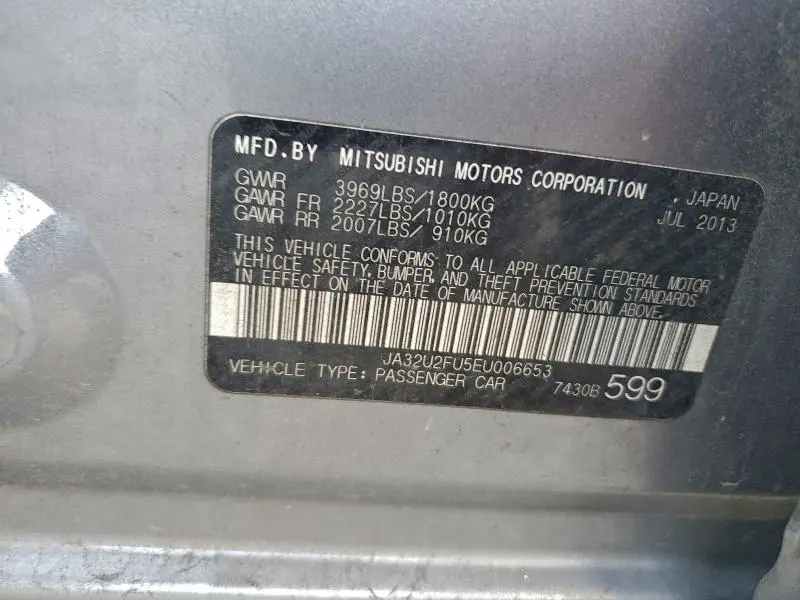 MFD.BY MITSUBISHI MOTORS CORPORATION , JAPAN
GVWR 3969LBS/1800KG JUL 2013
GAWR FR 2227LBS/1010KG
GAWR RR 2007LBS/ 910KG
THIS VEHICLE CONFORMS TO ALL APPLICABLE FEDERAL MOTOR
VEHICLE SAFETY, BUMPER, AND THEFT PREVENTION STANDARDS
IN EFFECT ON THE DATE OF MANUFACTURE SHOWN ABOVE.
JA32U2FU5EU006653
VEHICLE TYPE: PASSENGER CAR 7430B 599